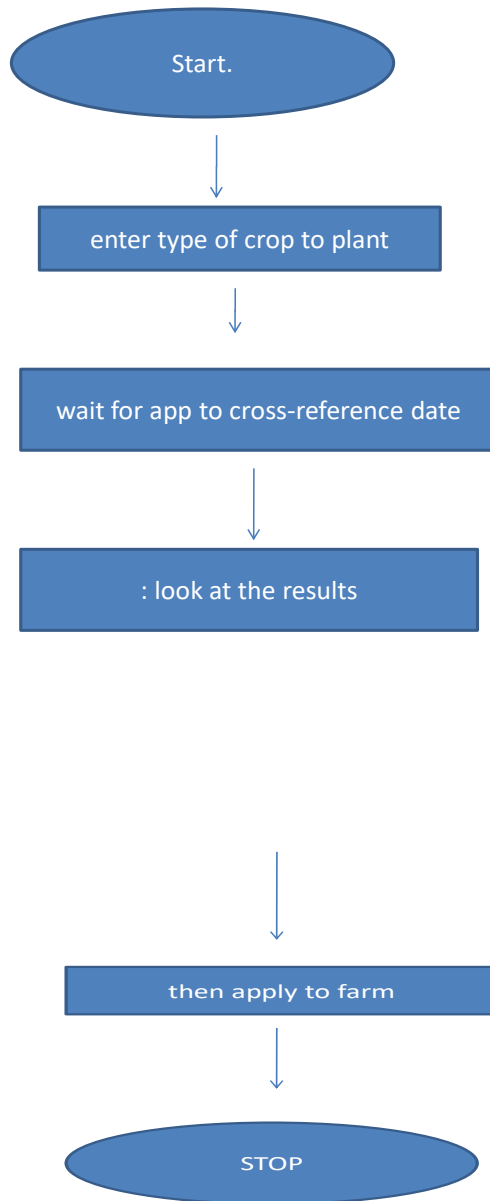 Start.
enter type of crop to plant
wait for app to cross-reference date
: look at the results
then apply to farm
STOP